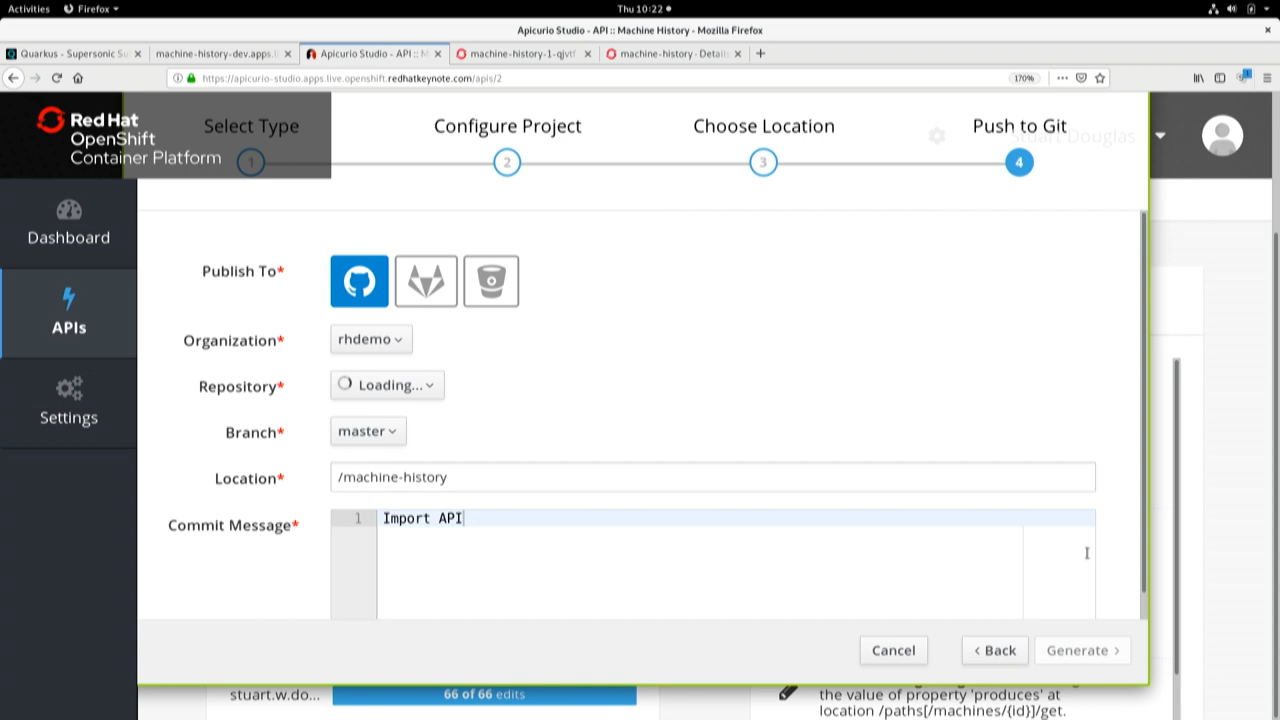 Activities Firefox Thu 10:22
Apicurio Studio - API :: Machine History - Mozilla Firefox
Quarkus - Supersonic Su machine-history-dev.apps.l Apicurio Studio - API :: M machine-history-1-qjvtf machine-history · Details
https://apicurio-studio.apps.live.openshift.redhatkeynote.com/apis/2 170%
Red Hat
OpenShift
Container Platform
Select Type Configure Project Choose Location Push to Git
Stuart Douglas
1 2 3 4
Dashboard
APIs
Settings
Publish To*
Organization* rhdemo
Repository* Loading...
Branch* master
Location* /machine-history
Commit Message* 1 Import API
Cancel Back Generate
stuart.w.do... 66 of 66 edits
the value of property 'produces' at
location /paths[/machines/{id}]/get.